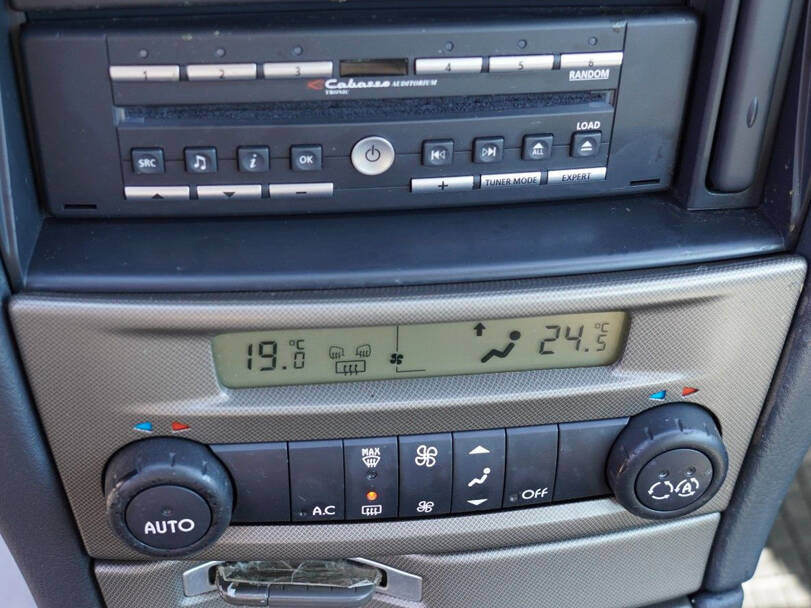 1 2 3 4 5 6
RANDOM
Cabasse AUDITORIUM
TRONIC
LOAD
SRC i OK ALL
- + TUNER MODE EXPERT
19.0 °C 24.5 °C
MAX
AUTO A.C Off A